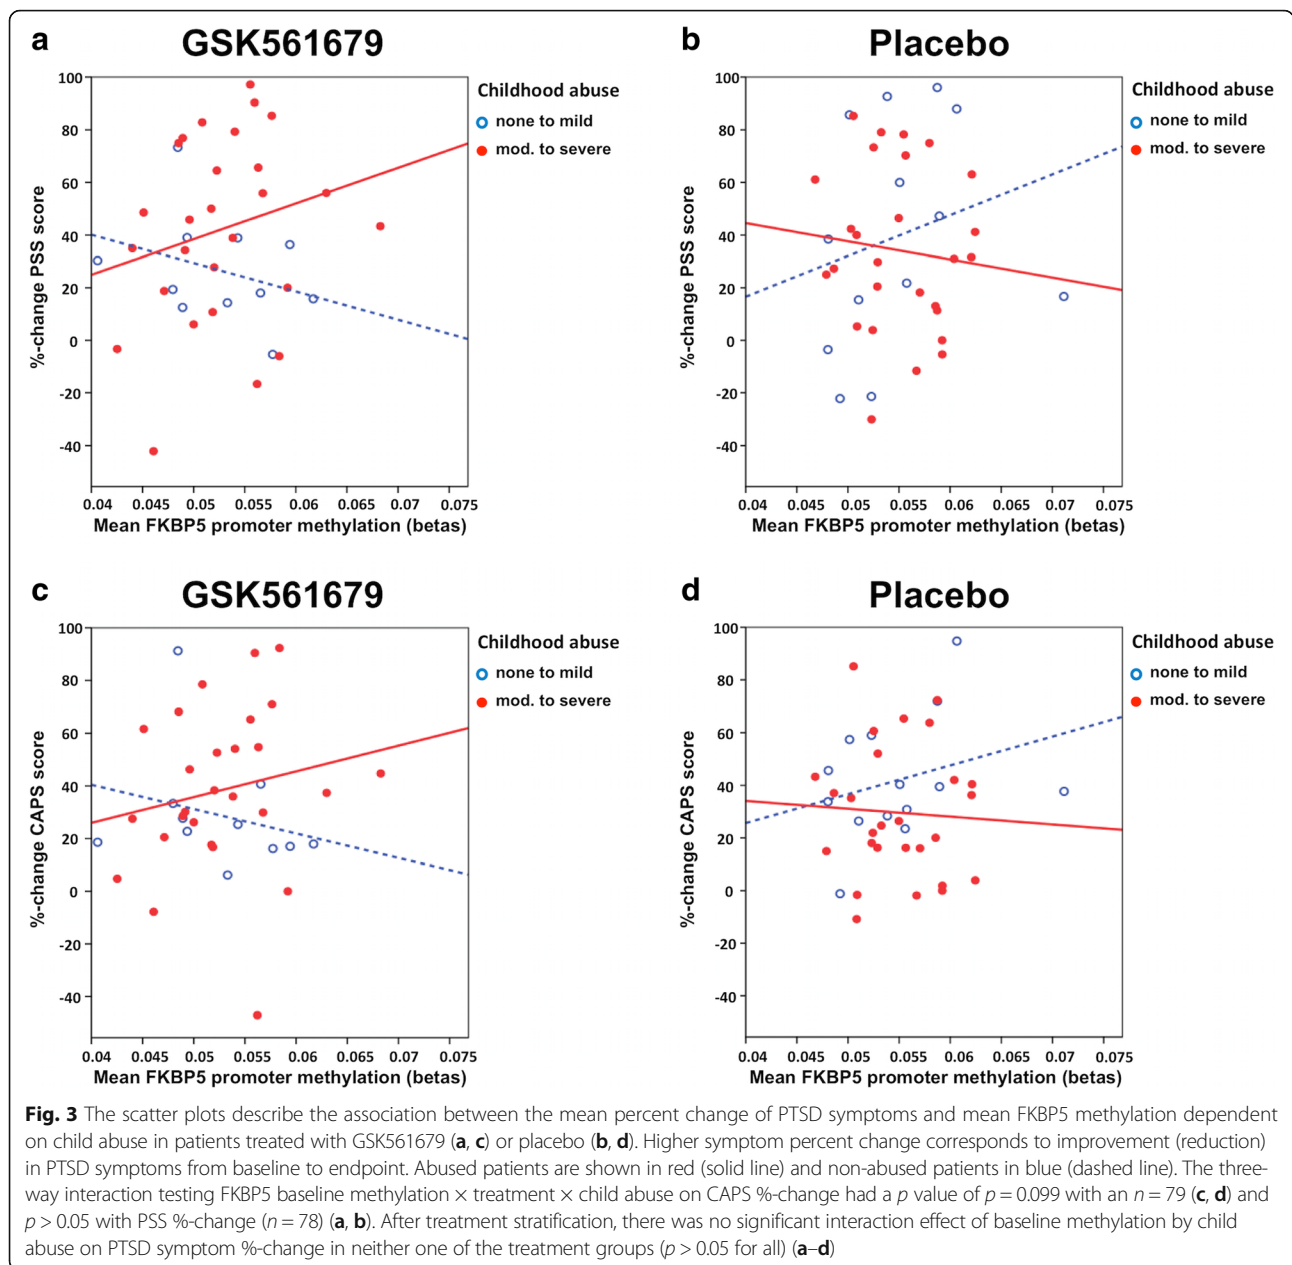 a
GSK561679
100
80
60
40
20
0
-20
-40
%-change PSS score
0.04 0.045 0.05 0.055 0.06 0.065 0.07 0.075
Mean FKBP5 promoter methylation (betas)
Childhood abuse
none to mild
mod. to severe
b
Placebo
100
80
60
40
20
0
-20
-40
%-change PSS score
0.04 0.045 0.05 0.055 0.06 0.065 0.07 0.075
Mean FKBP5 promoter methylation (betas)
Childhood abuse
none to mild
mod. to severe
c
GSK561679
100
80
60
40
20
0
-20
-40
%-change CAPS score
0.04 0.045 0.05 0.055 0.06 0.065 0.07 0.075
Mean FKBP5 promoter methylation (betas)
Childhood abuse
none to mild
mod. to severe
d
Placebo
100
80
60
40
20
0
-20
-40
%-change CAPS score
0.04 0.045 0.05 0.055 0.06 0.065 0.07 0.075
Mean FKBP5 promoter methylation (betas)
Childhood abuse
none to mild
mod. to severe
Fig. 3 The scatter plots describe the association between the mean percent change of PTSD symptoms and mean FKBP5 methylation dependent
on child abuse in patients treated with GSK561679 (a, c) or placebo (b, d). Higher symptom percent change corresponds to improvement (reduction)
in PTSD symptoms from baseline to endpoint. Abused patients are shown in red (solid line) and non-abused patients in blue (dashed line). The three-
way interaction testing FKBP5 baseline methylation × treatment × child abuse on CAPS %-change had a p value of p = 0.099 with an n = 79 (c, d) and
p > 0.05 with PSS %-change (n = 78) (a, b). After treatment stratification, there was no significant interaction effect of baseline methylation by child
abuse on PTSD symptom %-change in neither one of the treatment groups (p > 0.05 for all) (a–d)